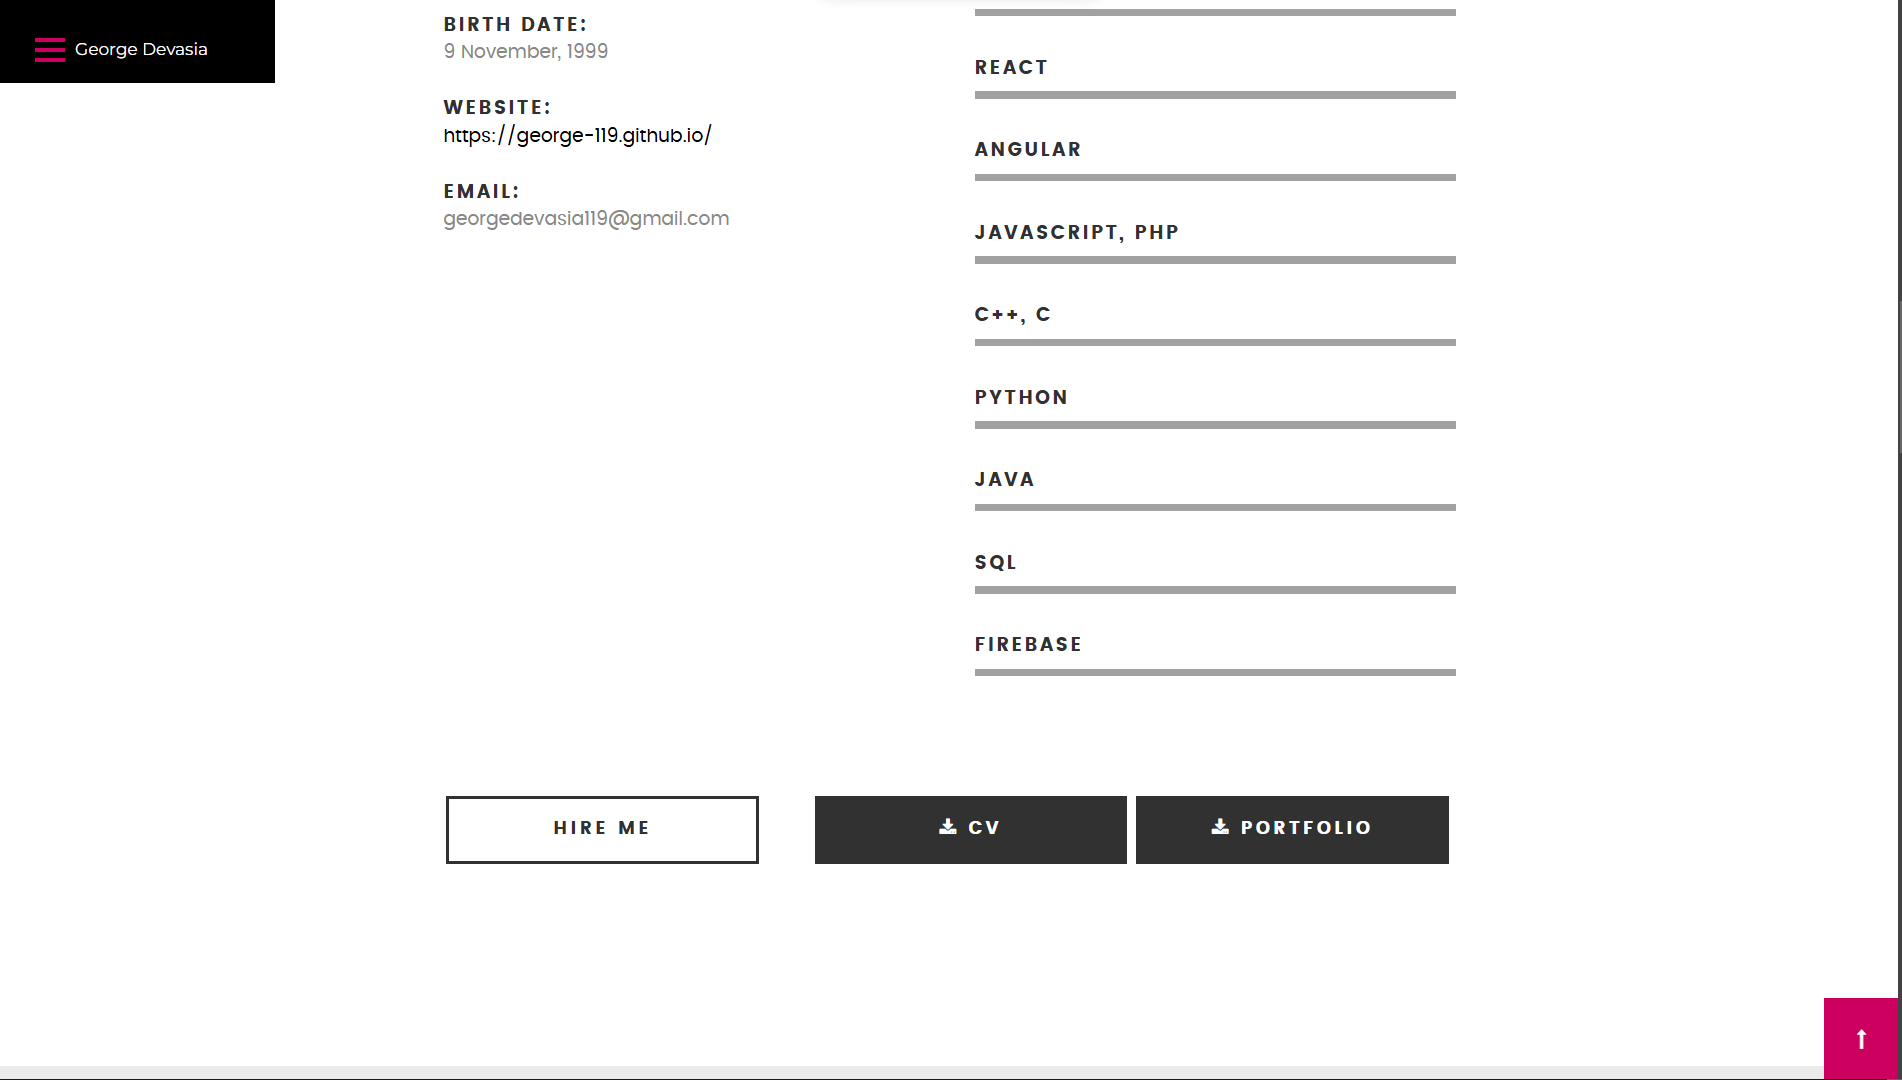 George Devasia
BIRTH DATE:
9 November, 1999
WEBSITE:
https://george-119.github.io/
EMAIL:
georgedevasia119@gmail.com
REACT
ANGULAR
JAVASCRIPT, PHP
C++, C
PYTHON
JAVA
SQL
FIREBASE
HIRE ME
CV
PORTFOLIO